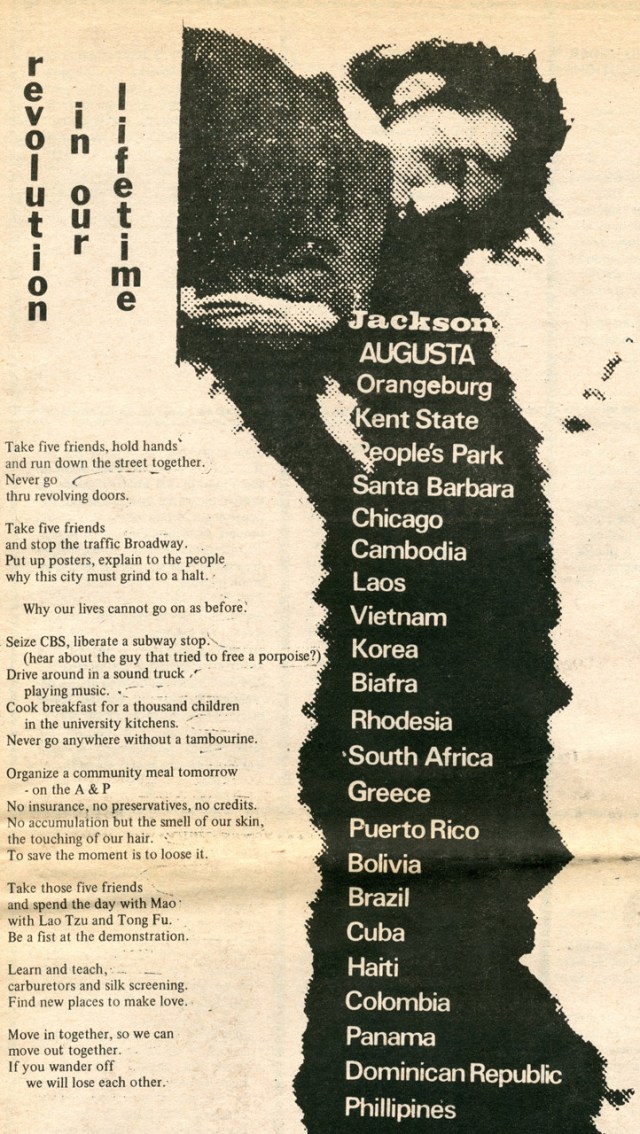 revolution
in our
lifetime
Take five friends, hold hands
and run down the street together.
Never go
thru revolving doors.
Take five friends
and stop the traffic Broadway.
Put up posters, explain to the people
why this city must grind to a halt.
Why our lives cannot go on as before.
Seize CBS, liberate a subway stop.
(hear about the guy that tried to free a porpoise?)
Drive around in a sound truck
playing music.
Cook breakfast for a thousand children
in the university kitchens.
Never go anywhere without a tambourine.
Organize a community meal tomorrow
- on the A & P
No insurance, no preservatives, no credits.
No accumulation but the smell of our skin,
the touching of our hair.
To save the moment is to loose it.
Take those five friends
and spend the day with Mao
with Lao Tzu and Tong Fu.
Be a fist at the demonstration.
Learn and teach,
carburetors and silk screening.
Find new places to make love.
Move in together, so we can
move out together.
If you wander off
we will lose each other.
Jackson
AUGUSTA
Orangeburg
Kent State
People's Park
Santa Barbara
Chicago
Cambodia
Laos
Vietnam
Korea
Biafra
Rhodesia
South Africa
Greece
Puerto Rico
Bolivia
Brazil
Cuba
Haiti
Colombia
Panama
Dominican Republic
Phillipines